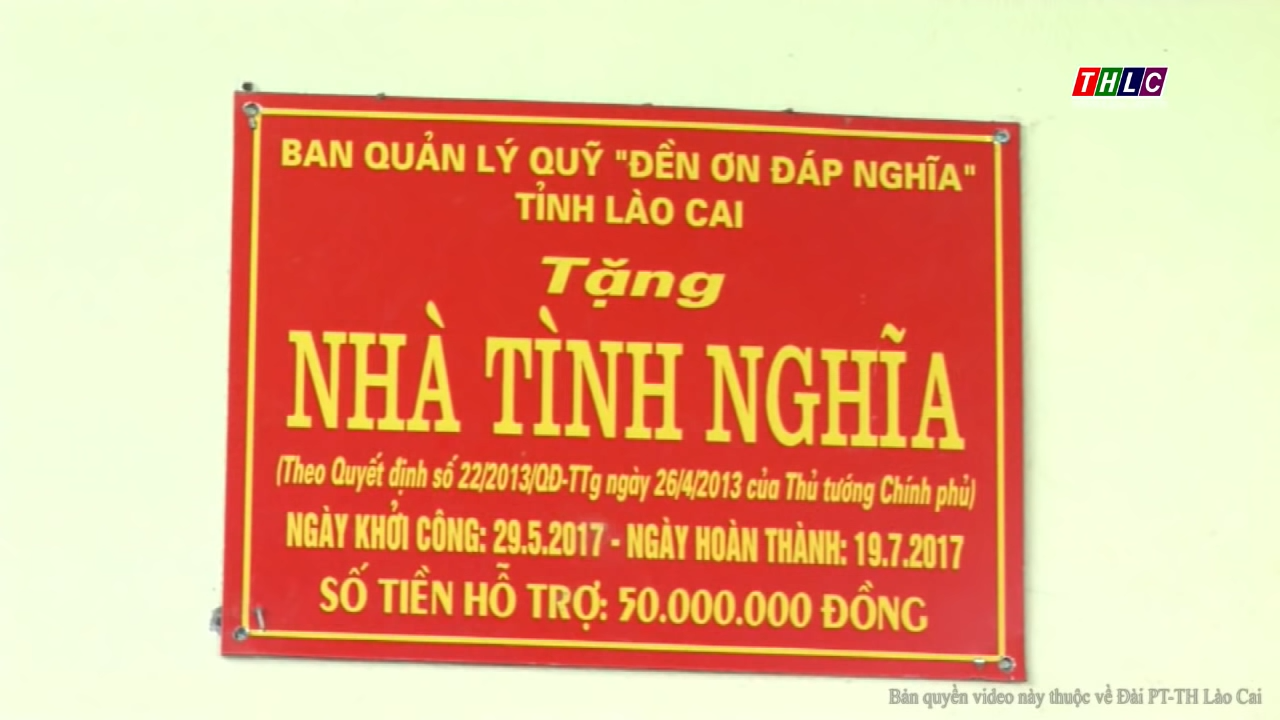 THLC
BAN QUẢN LÝ QUỸ "ĐỀN ƠN ĐÁP NGHĨA"
TỈNH LÀO CAI
Tặng
NHÀ TÌNH NGHĨA
(Theo Quyết định số 22/2013/QĐ-TTg ngày 26/4/2013 của Thủ tướng Chính phủ)
NGÀY KHỞI CÔNG: 29.5.2017 - NGÀY HOÀN THÀNH: 19.7.2017
SỐ TIỀN HỖ TRỢ: 50.000.000 ĐỒNG
Bản quyền video này thuộc về Đài PT-TH Lào Cai